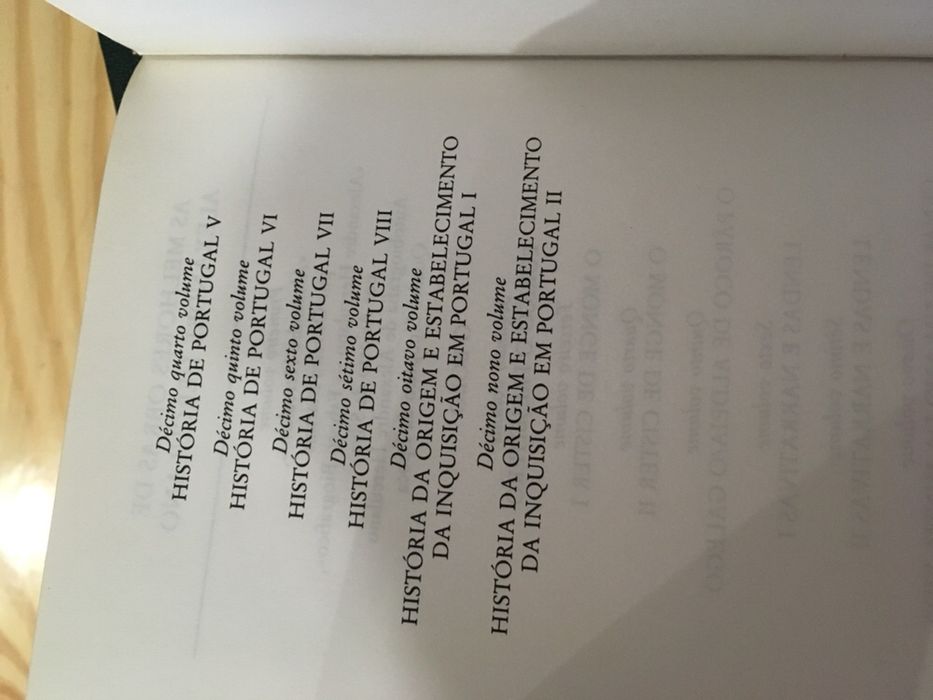 Décimo quarto volume
HISTÓRIA DE PORTUGAL V
Décimo quinto volume
HISTÓRIA DE PORTUGAL VI
Décimo sexto volume
HISTÓRIA DE PORTUGAL VII
Décimo sétimo volume
HISTÓRIA DE PORTUGAL VIII
Décimo oitavo volume
HISTÓRIA DA ORIGEM E ESTABELECIMENTO
DA INQUISIÇÃO EM PORTUGAL I
Décimo nono volume
HISTÓRIA DA ORIGEM E ESTABELECIMENTO
DA INQUISIÇÃO EM PORTUGAL II